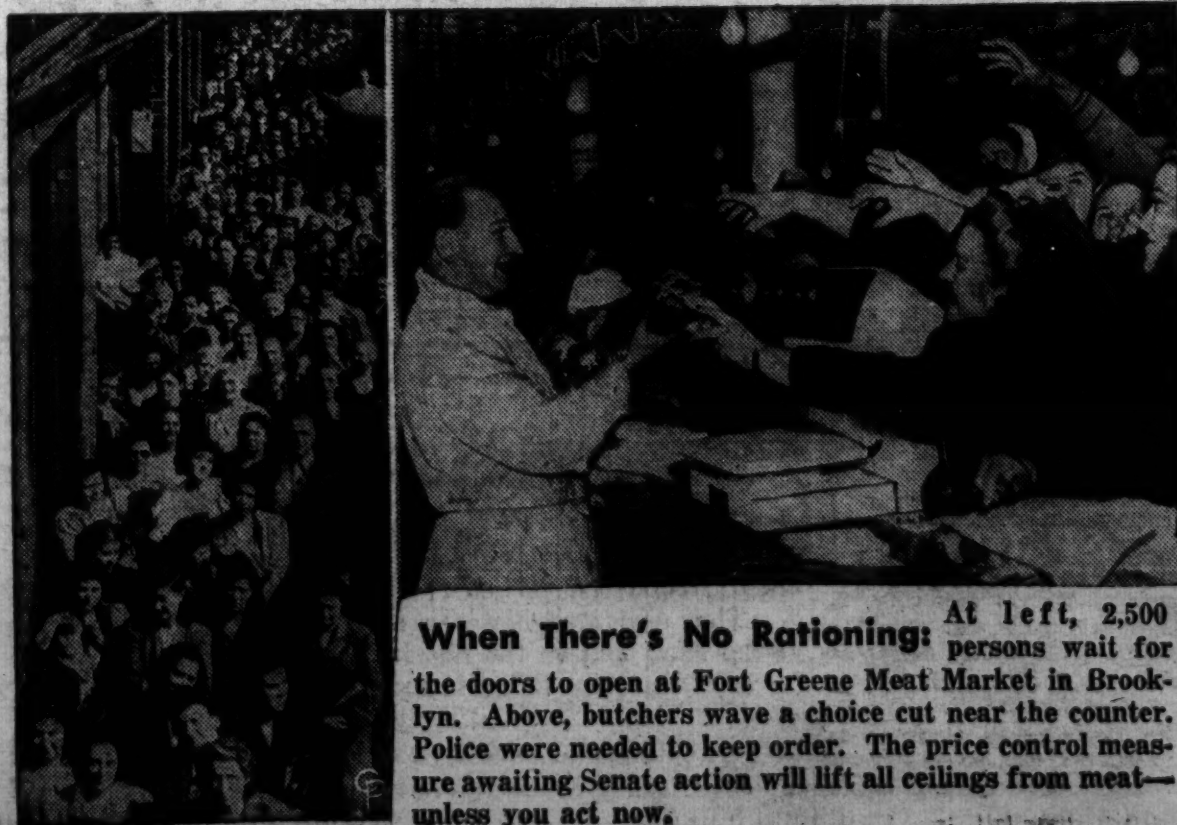 When There's No Rationing: At left, 2,500
persons wait for
the doors to open at Fort Greene Meat Market in Brook-
lyn. Above, butchers wave a choice cut near the counter.
Police were needed to keep order. The price control meas-
ure awaiting Senate action will lift all ceilings from meat—
unless you act now.